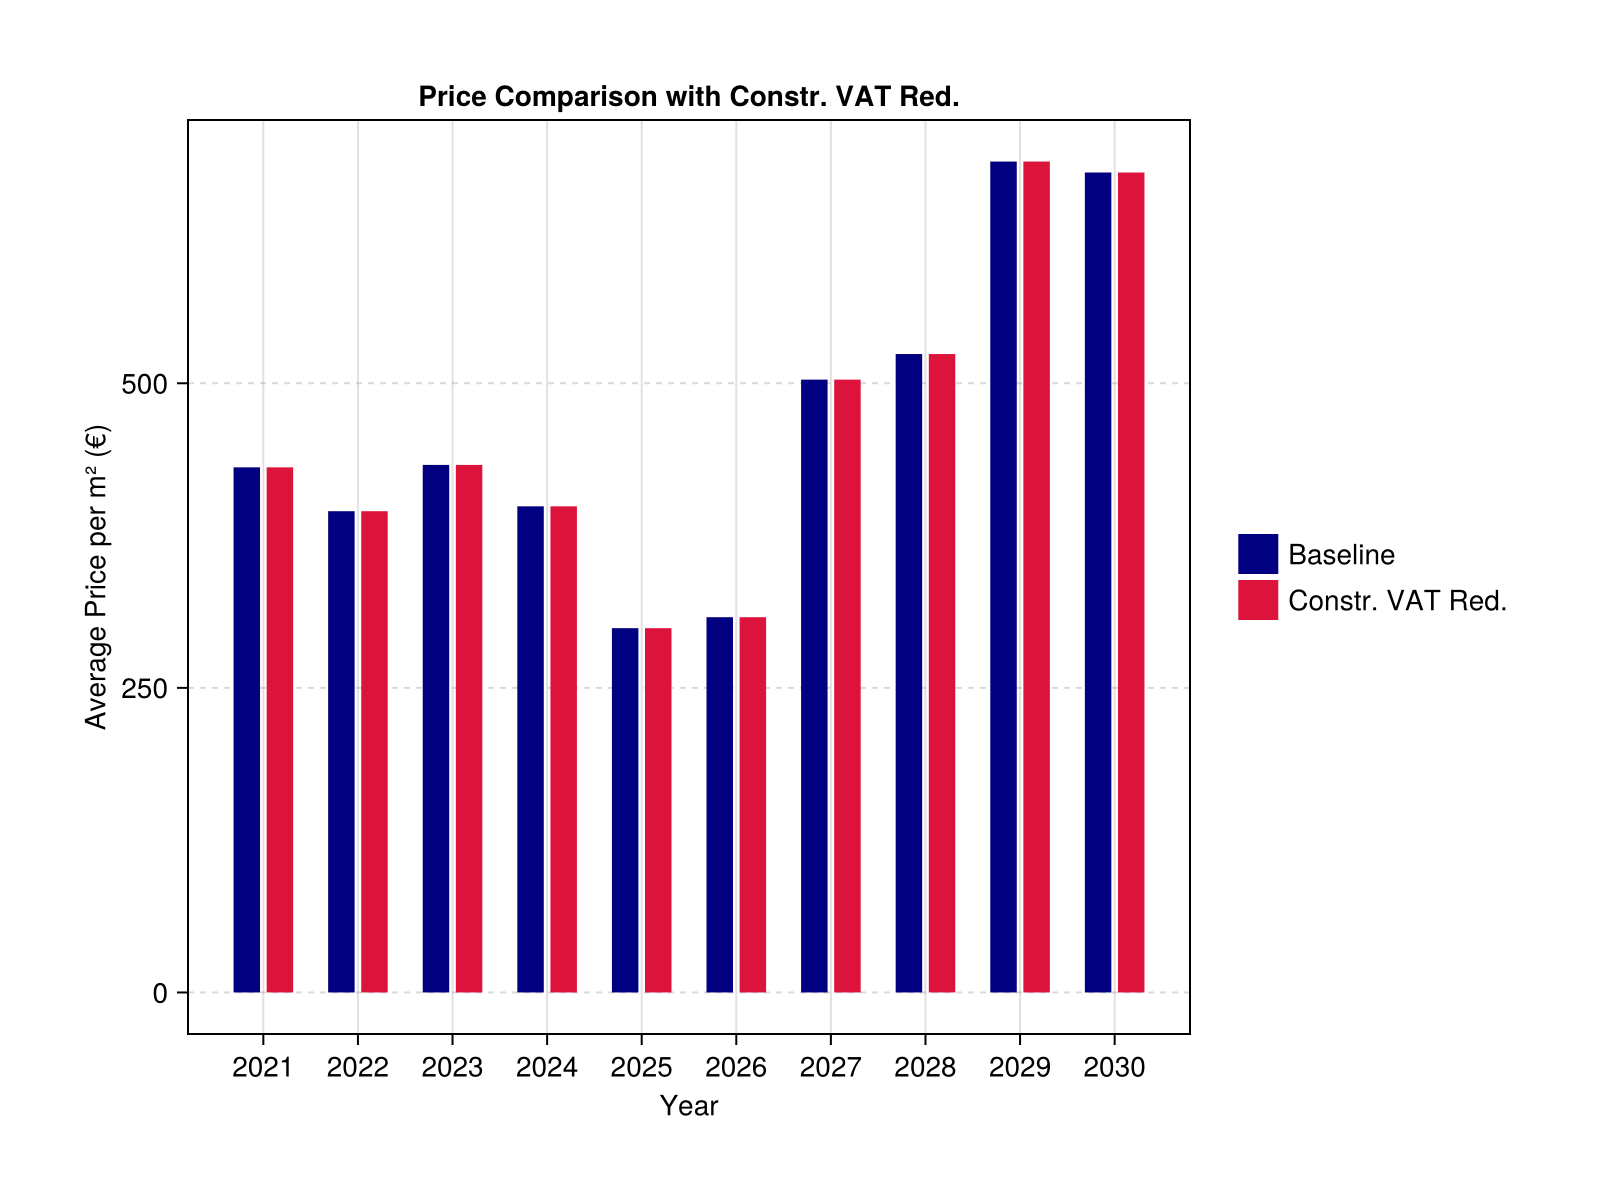 Price Comparison with Constr. VAT Red.
Average Price per m² (€)
500
250
0
2021 2022 2023 2024 2025 2026 2027 2028 2029 2030
Year
Baseline
Constr. VAT Red.